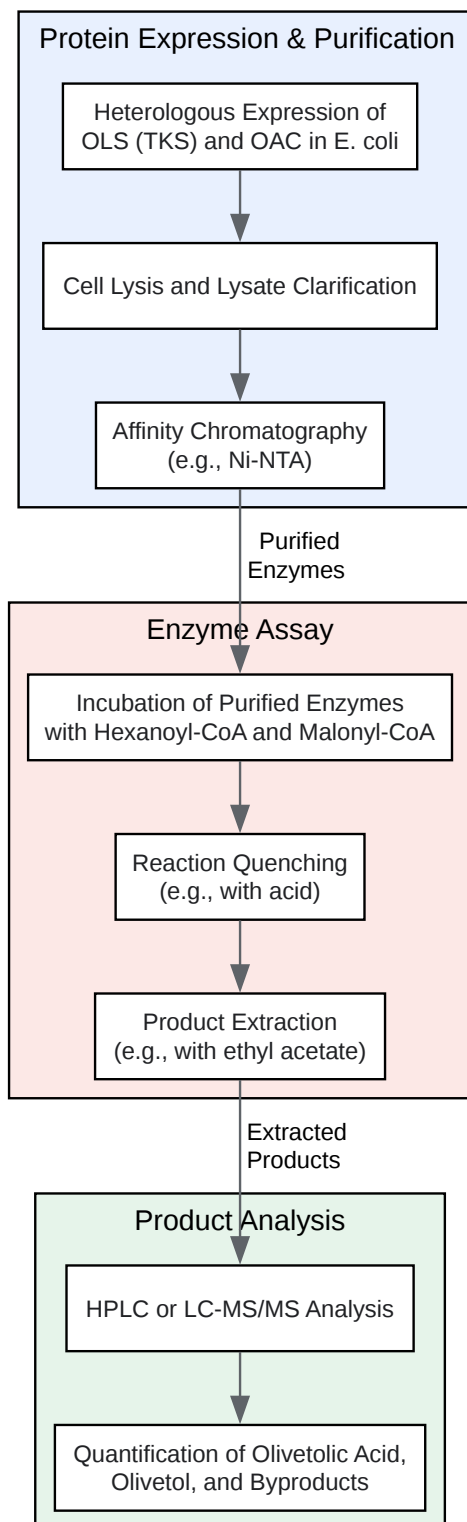 Protein Expression & Purification
Heterologous Expression of
OLS (TKS) and OAC in E. coli
Cell Lysis and Lysate Clarification
Affinity Chromatography
(e.g., Ni-NTA)
Purified
Enzymes
Enzyme Assay
Incubation of Purified Enzymes
with Hexanoyl-CoA and Malonyl-CoA
Reaction Quenching
(e.g., with acid)
Product Extraction
(e.g., with ethyl acetate)
Extracted
Products
Product Analysis
HPLC or LC-MS/MS Analysis
Quantification of Olivetolic Acid,
Olivetol, and Byproducts